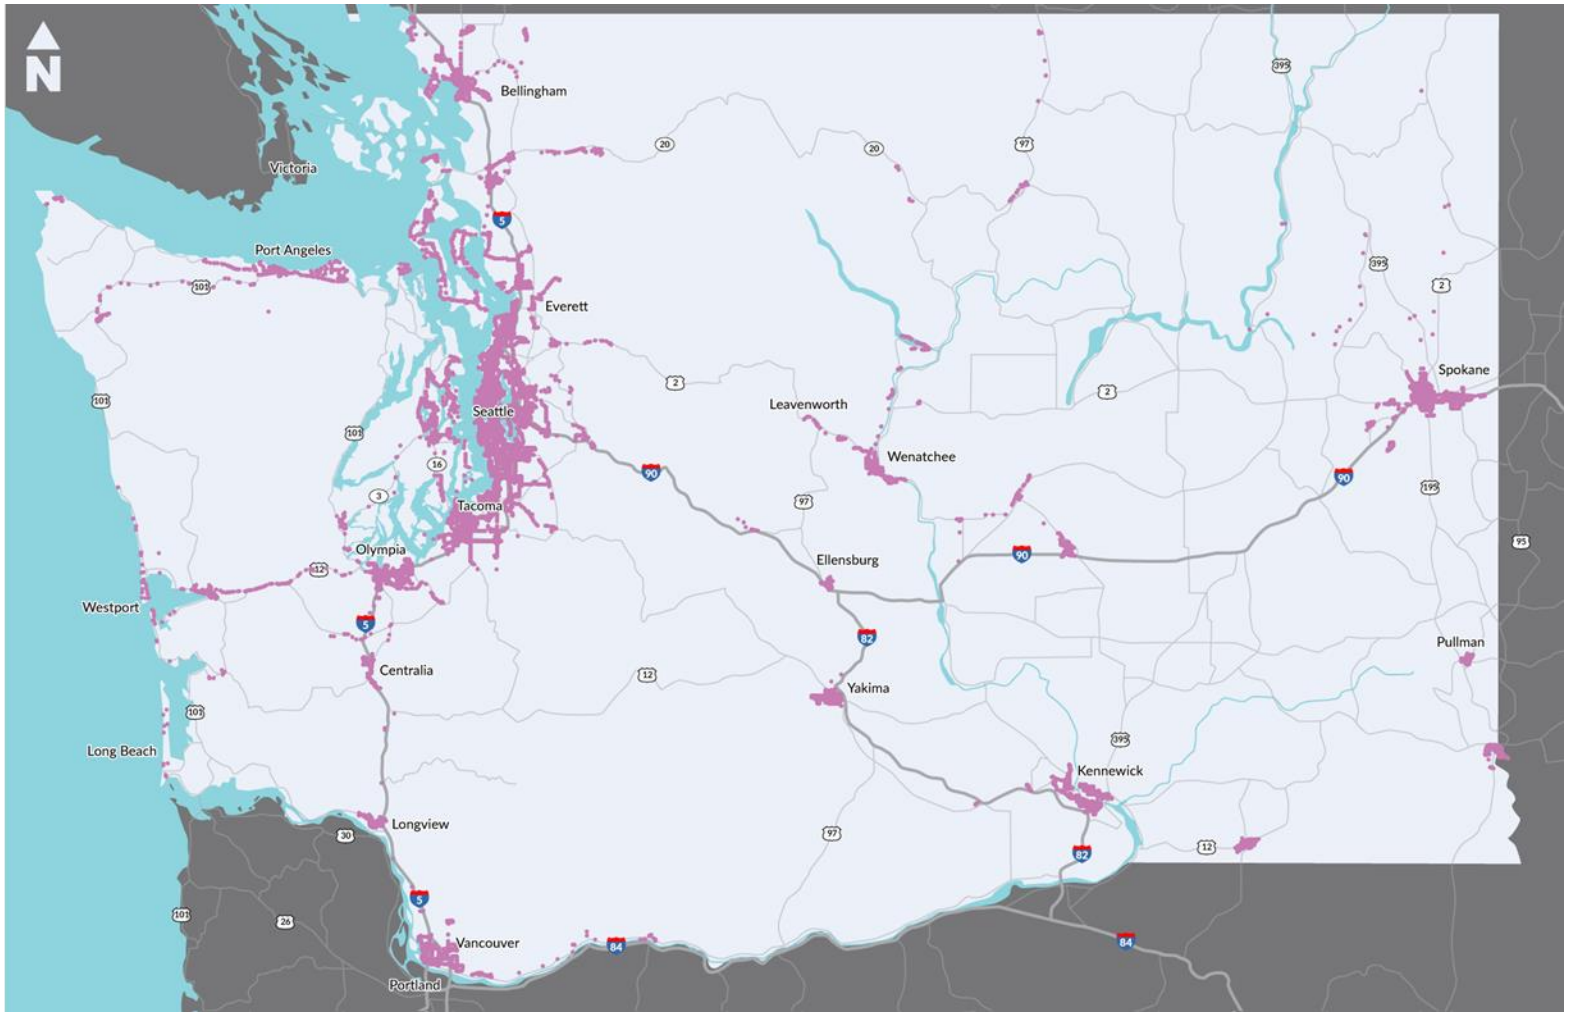 N
Bellingham
395
20
20
97
Victoria
5
Port Angeles
395
101
2
Everett
Spokane
2
2
101
Leavenworth
Seattle
101
Wenatchee
16
90
90
195
3
97
Tacoma
95
Olympia
90
Ellensburg
12
Westport
5
82
Pullman
Centralia
12
Yakima
101
395
Long Beach
Kennewick
Longview
97
30
12
82
5
101
26
Vancouver
84
84
Portland